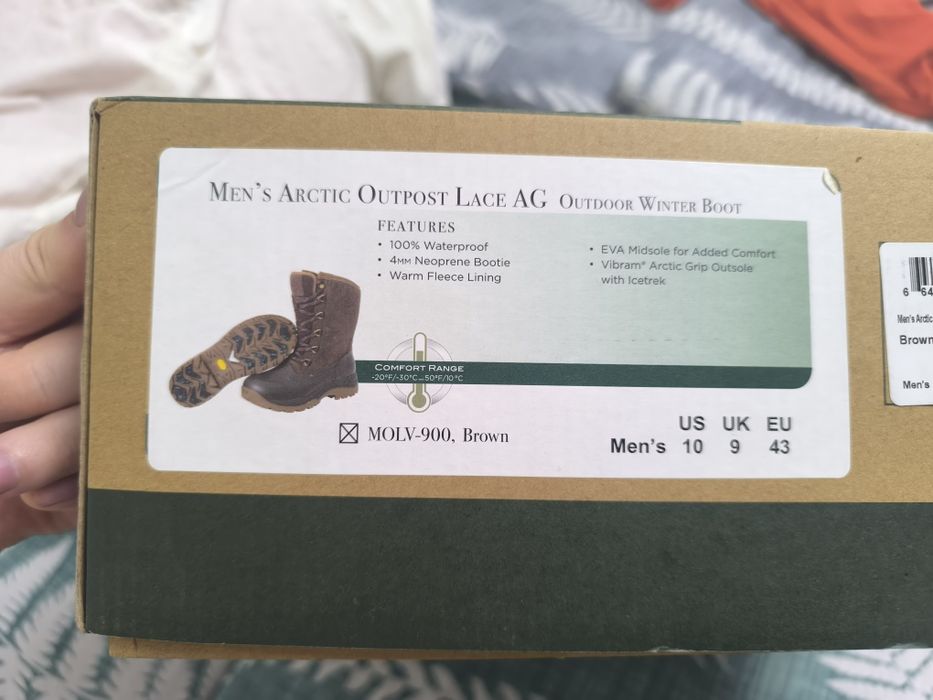 Men's Arctic Outpost Lace AG Outdoor Winter Boot
FEATURES
• 100% Waterproof
• 4mm Neoprene Bootie
• Warm Fleece Lining
• EVA Midsole for Added Comfort
• Vibram® Arctic Grip Outsole
with Icetrek
Comfort Range
-20°F/-30°C – 50°F/10°C
MOLV-900, Brown
US UK EU
Men's 10 9 43
6 64
Men's Arctic
Brown
Men's